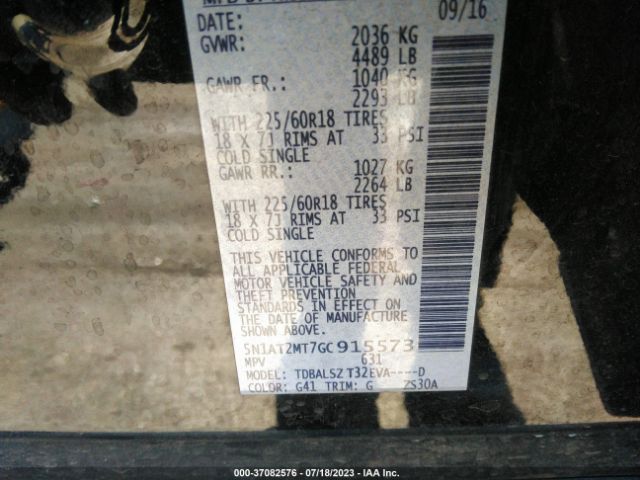 DATE: 09/16
GVWR: 2036 KG
4489 LB
GAWR FR.: 1040 KG
2293 LB
WITH 225/60R18 TIRES
18 X 7J RIMS AT 33 PSI
COLD SINGLE
GAWR RR.: 1027 KG
2264 LB
WITH 225/60R18 TIRES
18 X 7J RIMS AT 33 PSI
COLD SINGLE
THIS VEHICLE CONFORMS TO
ALL APPLICABLE FEDERAL
MOTOR VEHICLE SAFETY AND
THEFT PREVENTION
STANDARDS IN EFFECT ON
THE DATE OF MANUFACTURE
5N1AT2MT7GC915573
MPV 631
MODEL: TDBALSZ T32EVA----D
COLOR: G41 TRIM: G ZS30A
000-37082576 - 07/18/2023 - IAA Inc.